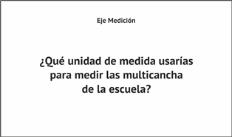 Eje Medición
¿Qué unidad de medida usarías
para medir las multicancha
de la escuela?